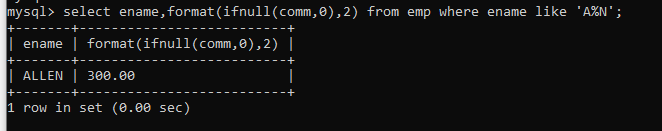 mysql> select ename,format(ifnull(comm,0),2) from emp where ename like 'A%N';
+-------+--------------------------+
| ename | format(ifnull(comm,0),2) |
+-------+--------------------------+
| ALLEN | 300.00                   |
+-------+--------------------------+
1 row in set (0.00 sec)